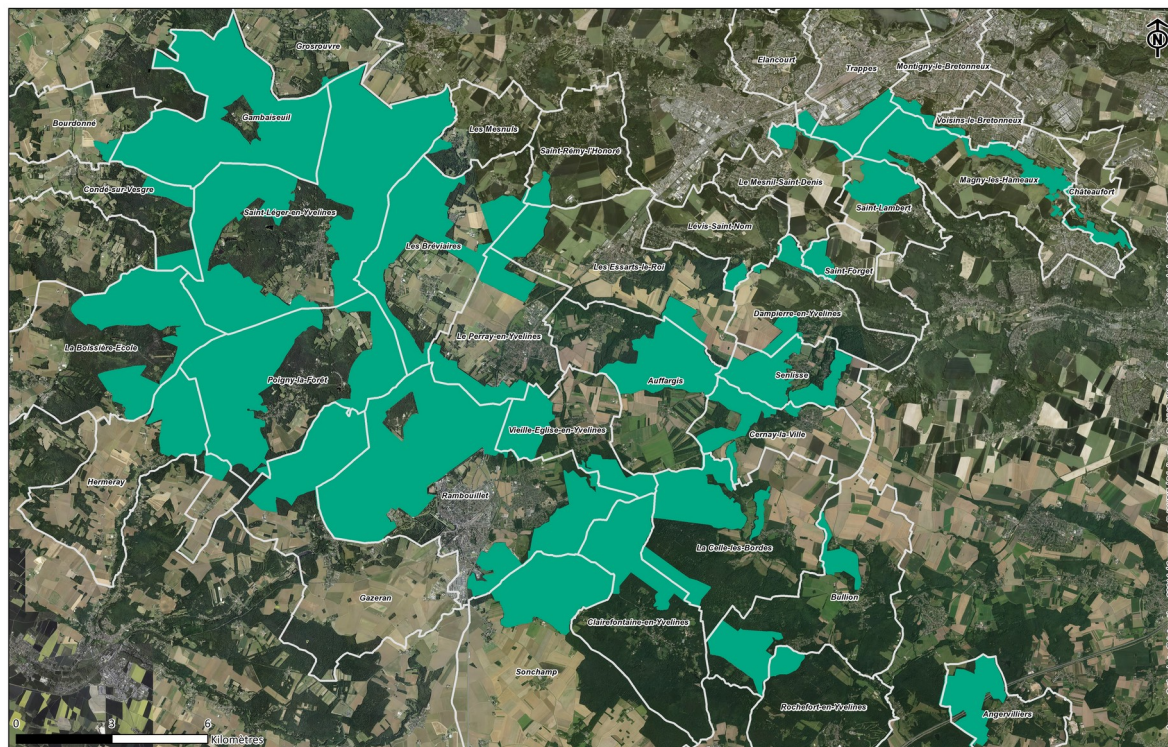 N
Grosrouvre
Elancourt
Trappes
Montigny-le-Bretonneux
Bourdonné
Gambaiseuil
Les Mesnuls
Voisins-le-Bretonneux
Saint-Rémy-l'Honoré
Condé-sur-Vesgre
Saint-Léger-en-Yvelines
Le Mesnil-Saint-Denis
Magny-les-Hameaux
Châteaufort
Saint-Lambert
Lévis-Saint-Nom
Les Bréviaires
Les Essarts-le-Roi
Saint-Forget
Dampierre-en-Yvelines
La Boissière-Ecole
Le Perray-en-Yvelines
Poigny-la-Forêt
Auffargis
Senlisse
Vieille-Eglise-en-Yvelines
Cernay-la-Ville
Hermeray
Rambouillet
La Celle-les-Bordes
Gazeran
Bullion
Clairefontaine-en-Yvelines
Sonchamp
Rochefort-en-Yvelines
Angervilliers
0 3 6
Kilomètres